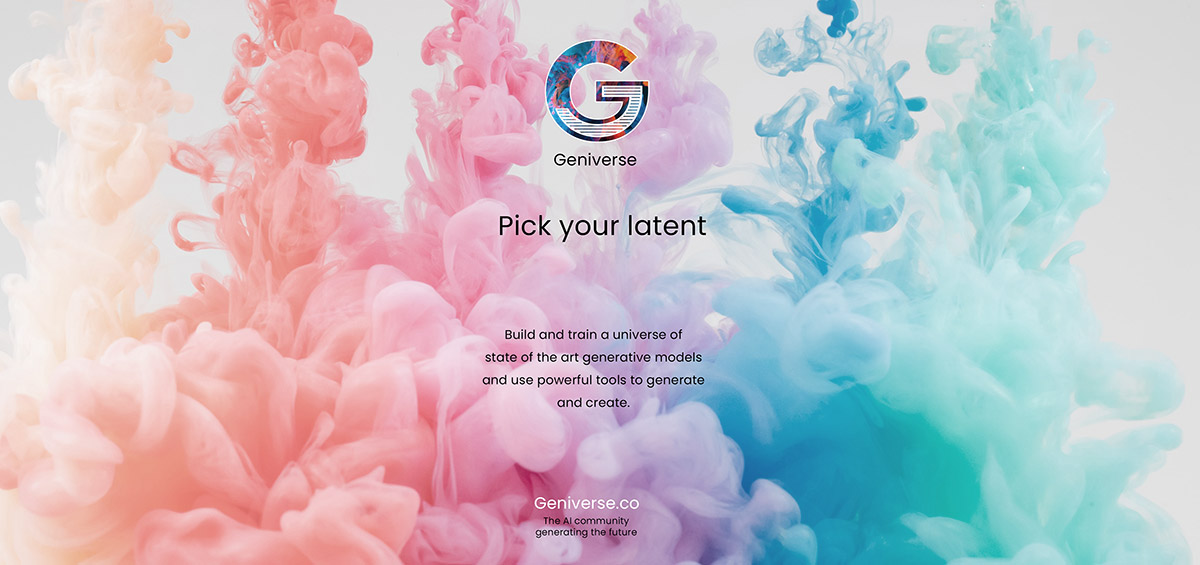 G
Geniverse
Pick your latent
Build and train a universe of
state of the art generative models
and use powerful tools to generate
and create.
Geniverse.co
The AI community
generating the future